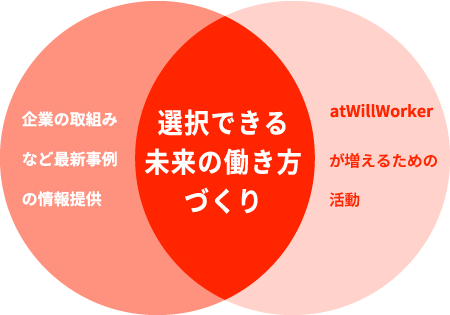 企業の取組み
など最新事例
の情報提供
選択できる
未来の働き方
づくり
atWillWorker
が増えるための
活動